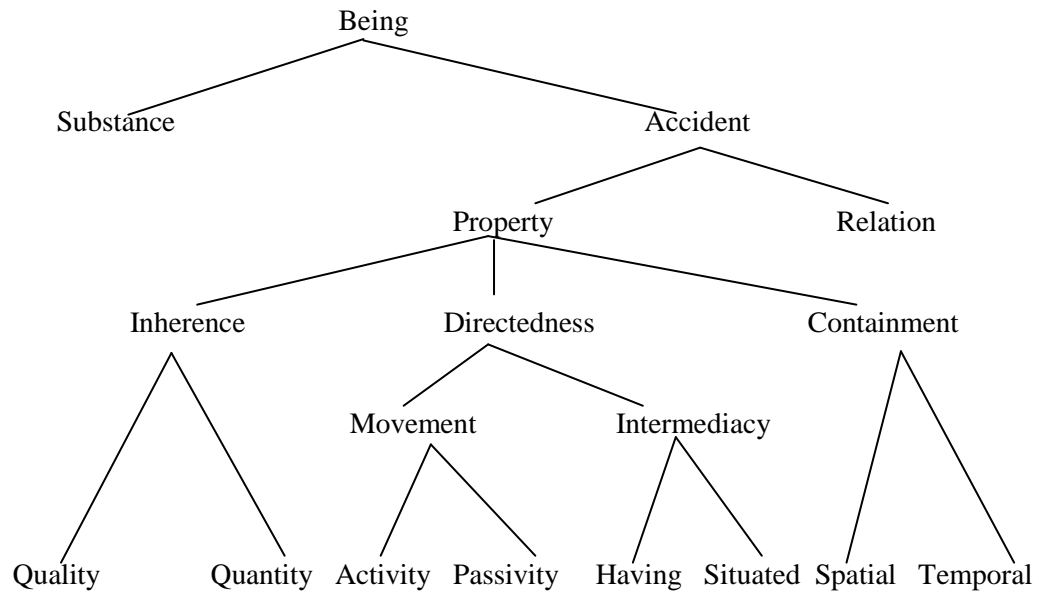 Being
Substance Accident
Property Relation
Inherence Directedness Containment
Movement Intermediacy
Quality Quantity Activity Passivity Having Situated Spatial Temporal